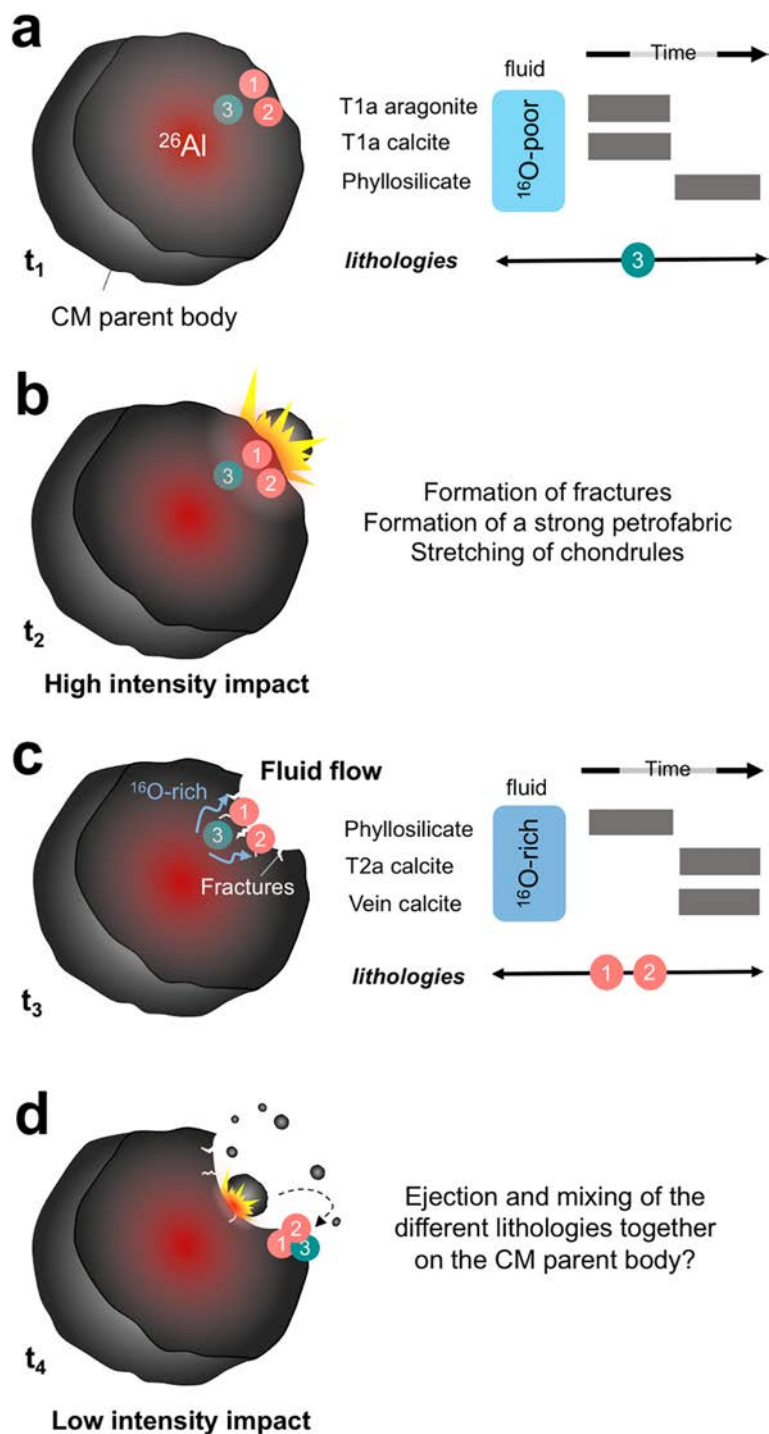 a
1
3
2
²⁶Al
t₁
CM parent body
Time
fluid
¹⁶O-poor
T1a aragonite
T1a calcite
Phyllosilicate
lithologies
3
b
1
3
2
t₂
High intensity impact
Formation of fractures
Formation of a strong petrofabric
Stretching of chondrules
c
Fluid flow
¹⁶O-rich
1
3
2
Fractures
t₃
Time
fluid
¹⁶O-rich
Phyllosilicate
T2a calcite
Vein calcite
lithologies
1 2
d
2
1 3
t₄
Low intensity impact
Ejection and mixing of the
different lithologies together
on the CM parent body?